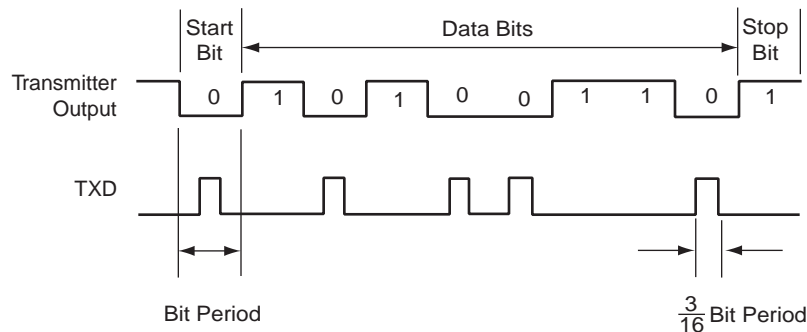 Start
Bit
Data Bits
Stop
Bit
Transmitter
Output
0 1 0 1 0 0 1 1 0 1
TXD
Bit Period
3
16 Bit Period